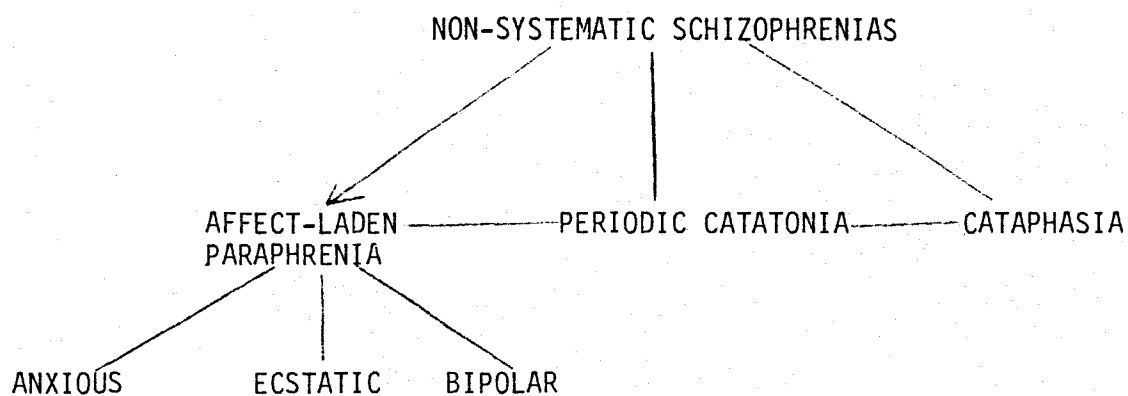 NON-SYSTEMATIC SCHIZOPHRENIAS
AFFECT-LADEN PERIODIC CATATONIA CATAPHASIA
PARAPHRENIA
ANXIOUS ECSTATIC BIPOLAR